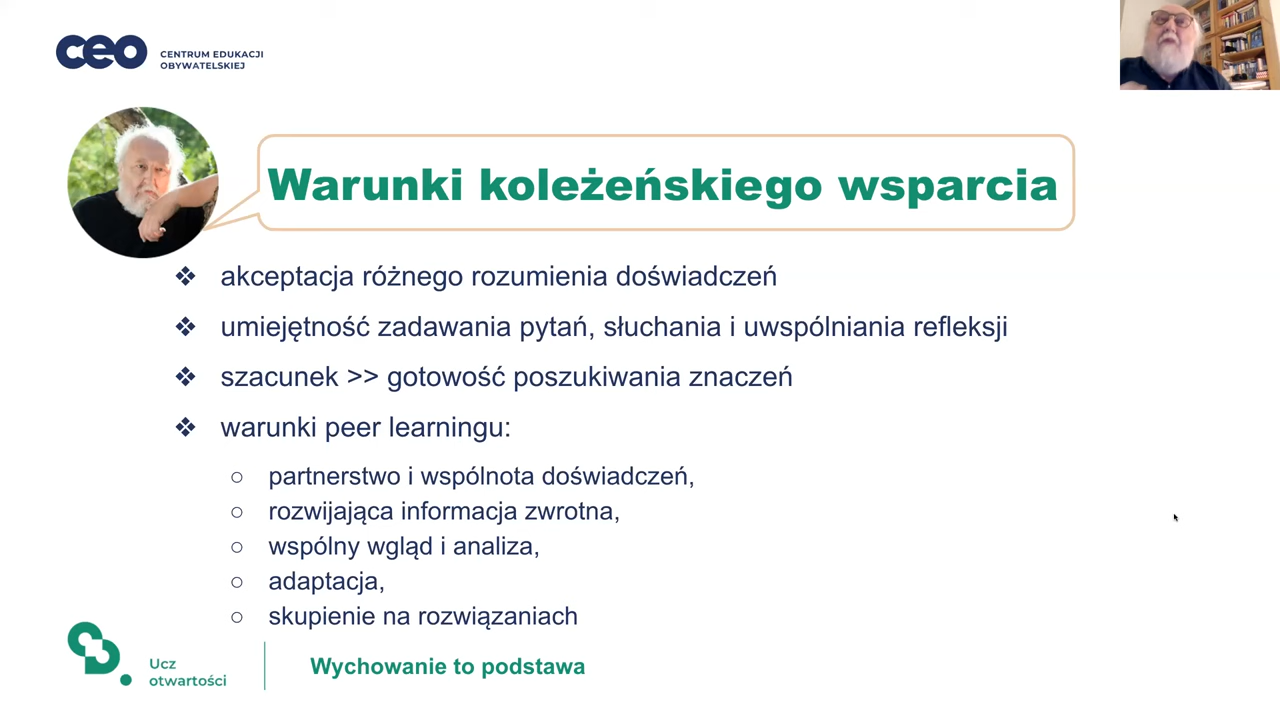 ceo CENTRUM EDUKACJI
OBYWATELSKIEJ
Warunki koleżeńskiego wsparcia
❖ akceptacja różnego rozumienia doświadczeń
❖ umiejętność zadawania pytań, słuchania i uwspólniania refleksji
❖ szacunek >> gotowość poszukiwania znaczeń
❖ warunki peer learningu:
○ partnerstwo i wspólnota doświadczeń,
○ rozwijająca informacja zwrotna,
○ wspólny wgląd i analiza,
○ adaptacja,
○ skupienie na rozwiązaniach
Ucz
otwartości
Wychowanie to podstawa